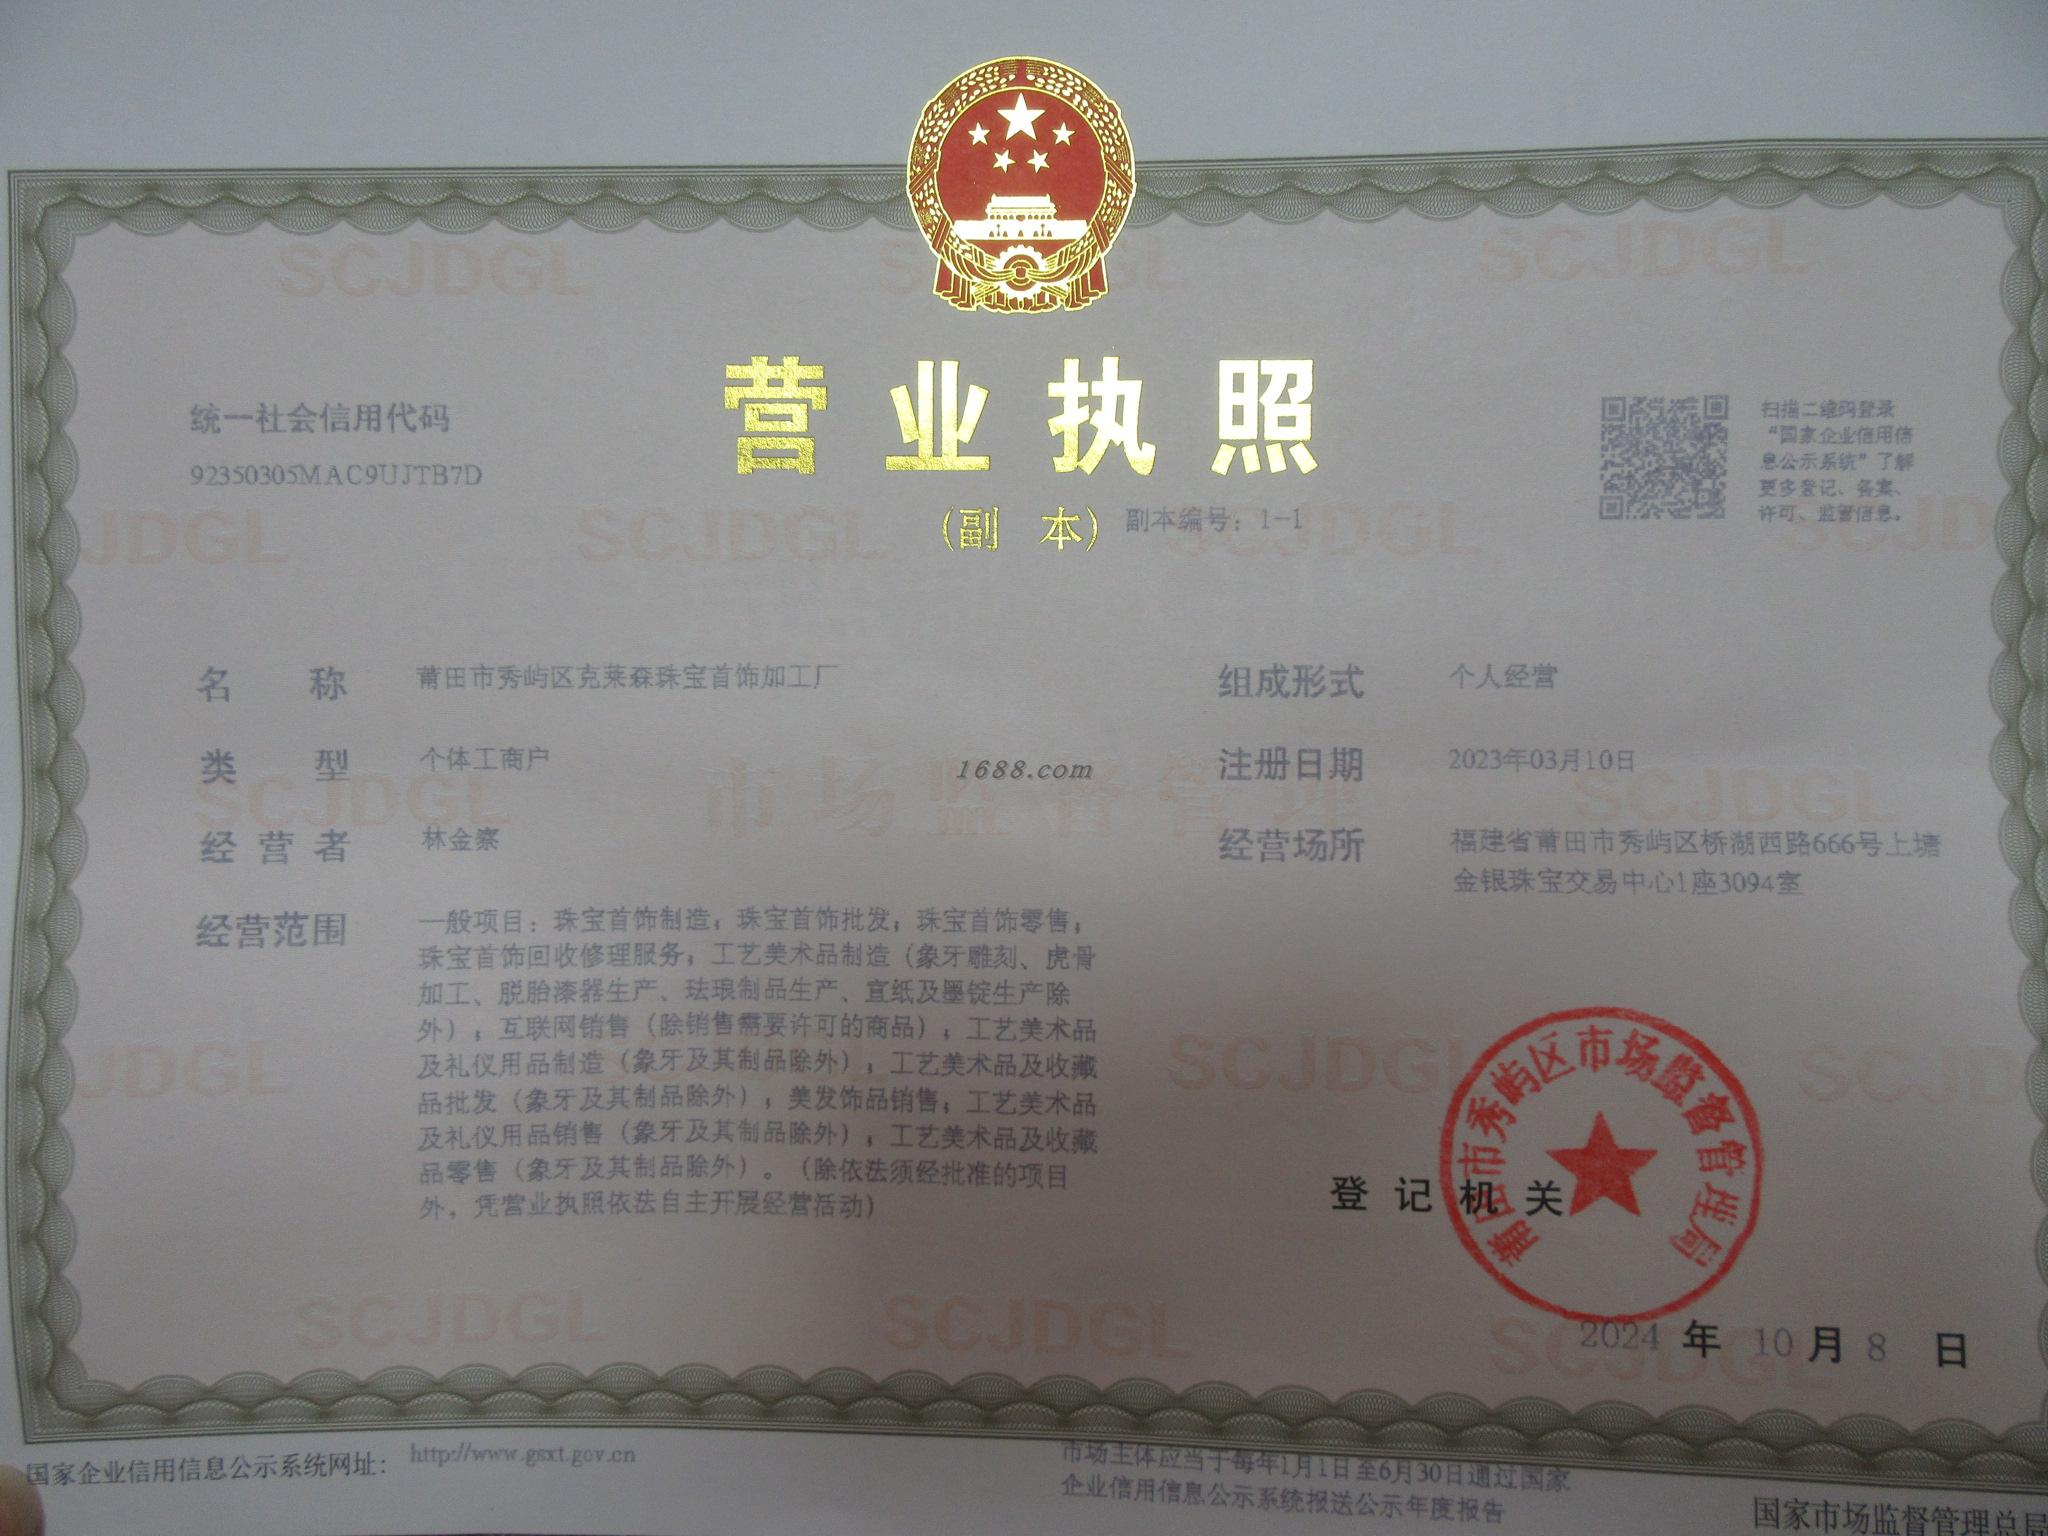 营业执照
(副 本) 副本编号：1-1
统一社会信用代码
92350305MAC9UJTB7D
扫描二维码登录
“国家企业信用信
息公示系统”了解
更多登记、备案、
许可、监管信息。
名 称 莆田市秀屿区克莱森珠宝首饰加工厂
类 型 个体工商户
经 营 者 林金察
经营范围 一般项目：珠宝首饰制造；珠宝首饰批发；珠宝首饰零售；
珠宝首饰回收修理服务；工艺美术品制造（象牙雕刻、虎骨
加工、脱胎漆器生产、珐琅制品生产、宣纸及墨锭生产除
外）；互联网销售（除销售需要许可的商品）；工艺美术品
及礼仪用品制造（象牙及其制品除外）；工艺美术品及收藏
品批发（象牙及其制品除外）；美发饰品销售；工艺美术品
及礼仪用品销售（象牙及其制品除外）；工艺美术品及收藏
品零售（象牙及其制品除外）。（除依法须经批准的项目
外，凭营业执照依法自主开展经营活动）
组成形式 个人经营
注册日期 2023年03月10日
经营场所 福建省莆田市秀屿区桥湖西路666号上塘
金银珠宝交易中心1座3094室
1688.com
市场监督管理
SCJDGL
登记机关
莆田市秀屿区市场监督管理局
2024 年 10 月 8 日
国家企业信用信息公示系统网址： http://www.gsxt.gov.cn
市场主体应当于每年1月1日至6月30日通过国家
企业信用信息公示系统报送公示年度报告
国家市场监督管理总局